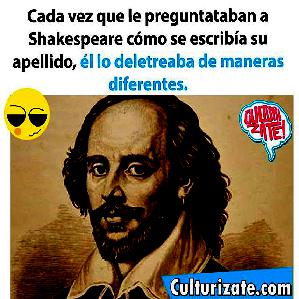 Cada vez que le preguntataban a
Shakespeare cómo se escribía su
apellido, él lo deletreaba de maneras
diferentes.
CULTURIZATE!
Culturizate.com